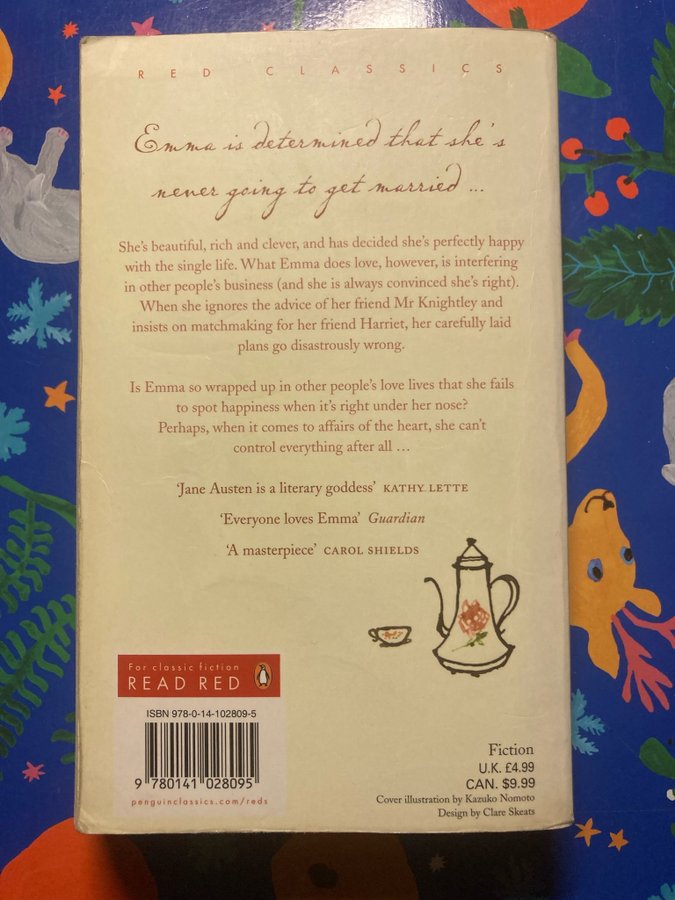 RED CLASSICS
Emma is determined that she's
never going to get married ...
She's beautiful, rich and clever, and has decided she's perfectly happy
with the single life. What Emma does love, however, is interfering
in other people's business (and she is always convinced she's right).
When she ignores the advice of her friend Mr Knightley and
insists on matchmaking for her friend Harriet, her carefully laid
plans go disastrously wrong.
Is Emma so wrapped up in other people's love lives that she fails
to spot happiness when it's right under her nose?
Perhaps, when it comes to affairs of the heart, she can't
control everything after all ...
'Jane Austen is a literary goddess' KATHY LETTE
'Everyone loves Emma' Guardian
'A masterpiece' CAROL SHIELDS
For classic fiction
READ RED
ISBN 978-0-14-102809-5
9 780141 028095
penguinclassics.com/reds
Fiction
U.K. £4.99
CAN. $9.99
Cover illustration by Kazuko Nomoto
Design by Clare Skeats